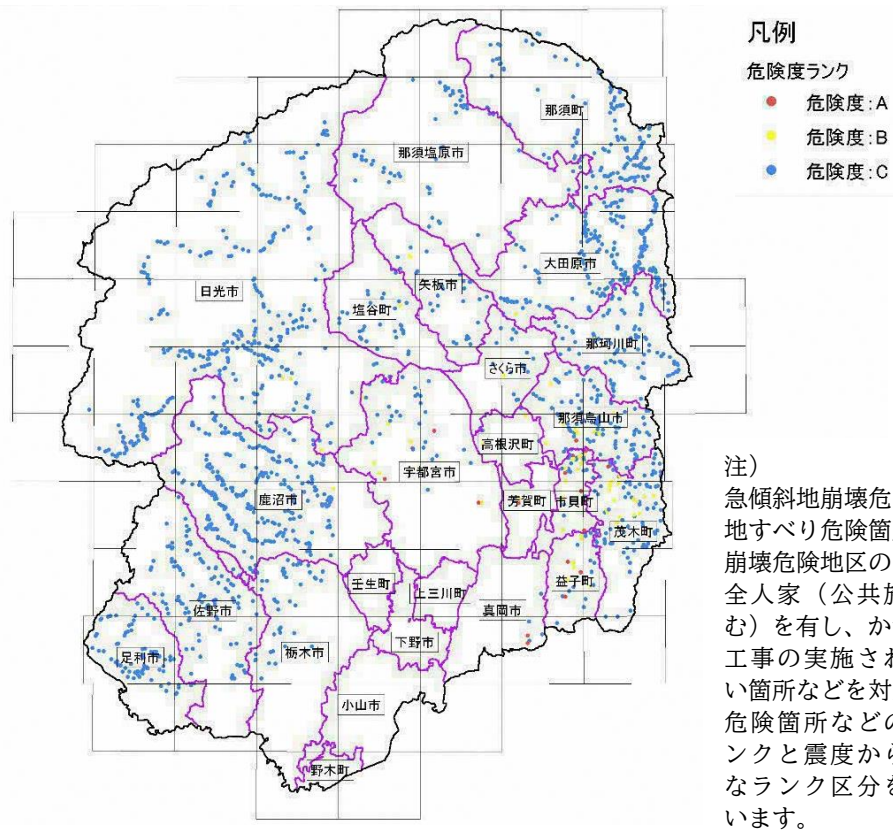 凡例
危険度ランク
危険度:A
危険度:B
危険度:C
那須町
那須塩原市
大田原市
日光市
矢板市
塩谷町
那珂川町
さくら市
那須烏山市
高根沢町
宇都宮市
鹿沼市
芳賀町
市貝町
茂木町
壬生町
上三川町
真岡市
益子町
佐野市
下野市
足利市
栃木市
小山市
野木町
注)
急傾斜地崩壊危
地すべり危険箇
崩壊危険地区の
全人家(公共施
む)を有し、か
工事の実施され
い箇所などを対
危険箇所などの
ンクと震度から
なランク区分を
います。